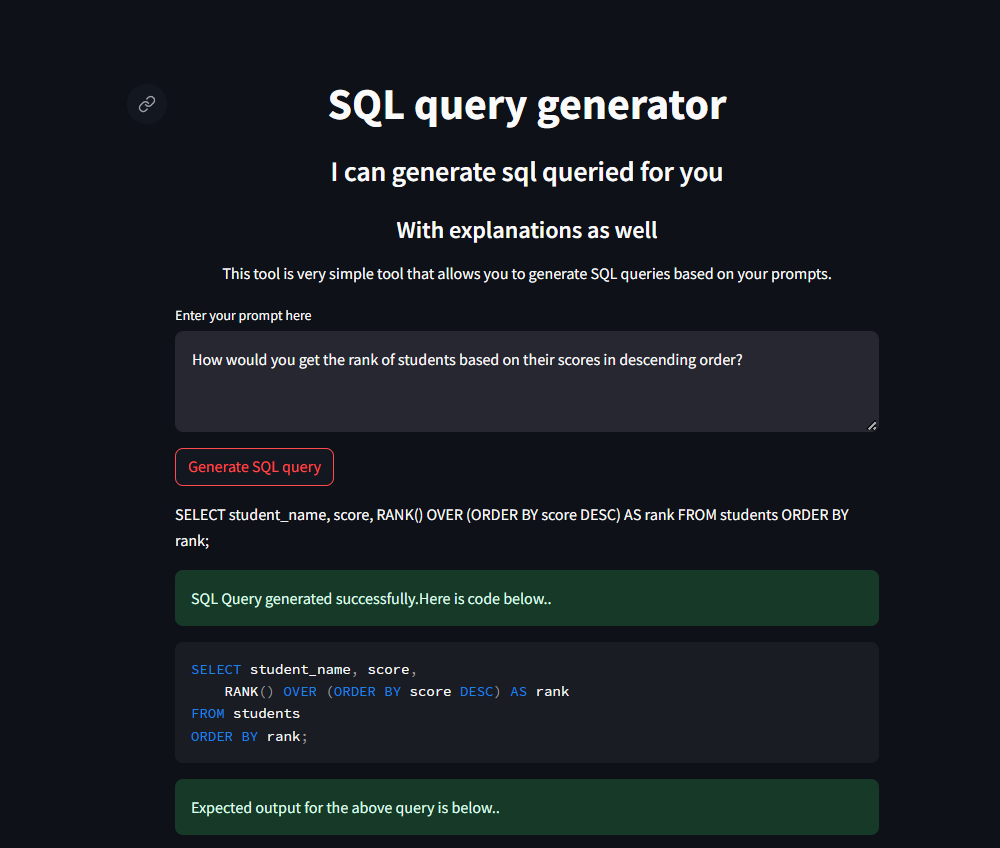 SQL query generator
I can generate sql queried for you
With explanations as well
This tool is very simple tool that allows you to generate SQL queries based on your prompts.
Enter your prompt here
How would you get the rank of students based on their scores in descending order?
Generate SQL query
SELECT student_name, score, RANK() OVER (ORDER BY score DESC) AS rank FROM students ORDER BY
rank;
SQL Query generated successfully.Here is code below..
SELECT student_name, score,
    RANK() OVER (ORDER BY score DESC) AS rank
FROM students
ORDER BY rank;
Expected output for the above query is below..